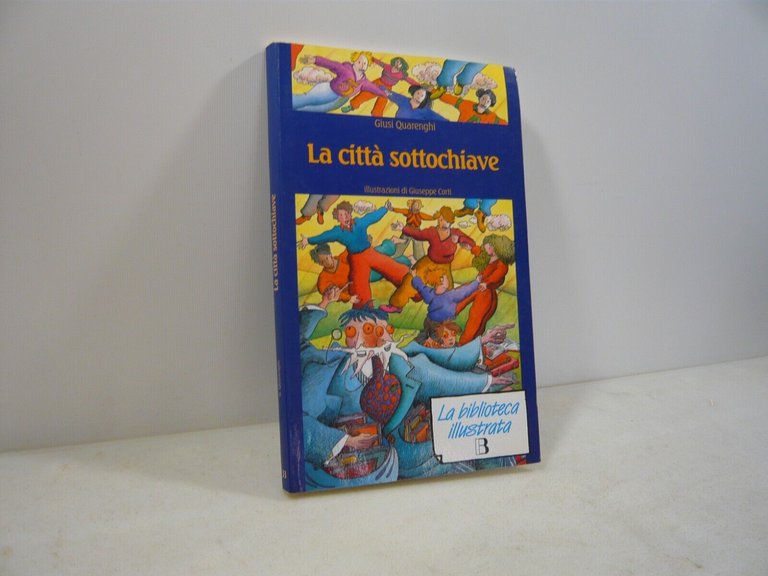 Giusi Quarenghi
La città sottochiave
illustrazioni di Giuseppe Corti
La biblioteca
illustrata
B
La città sottochiave